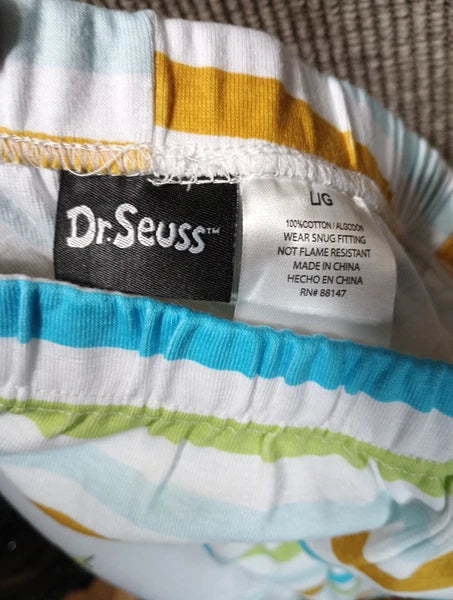 Dr. Seuss™
L/G
100%COTTON / ALGODON
WEAR SNUG FITTING
NOT FLAME RESISTANT
MADE IN CHINA
HECHO EN CHINA
RN# 88147